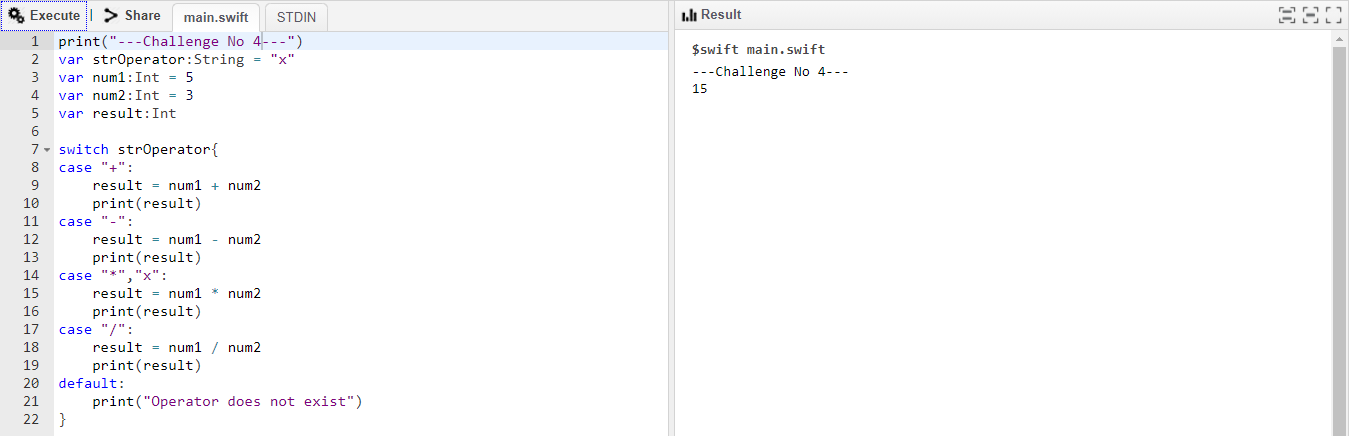 Execute | Share main.swift STDIN
1 print("---Challenge No 4---")
2 var strOperator:String = "x"
3 var num1:Int = 5
4 var num2:Int = 3
5 var result:Int
6
7 switch strOperator{
8 case "+":
9     result = num1 + num2
10     print(result)
11 case "-":
12     result = num1 - num2
13     print(result)
14 case "*","x":
15     result = num1 * num2
16     print(result)
17 case "/":
18     result = num1 / num2
19     print(result)
20 default:
21     print("Operator does not exist")
22 }
Result
$swift main.swift
---Challenge No 4---
15